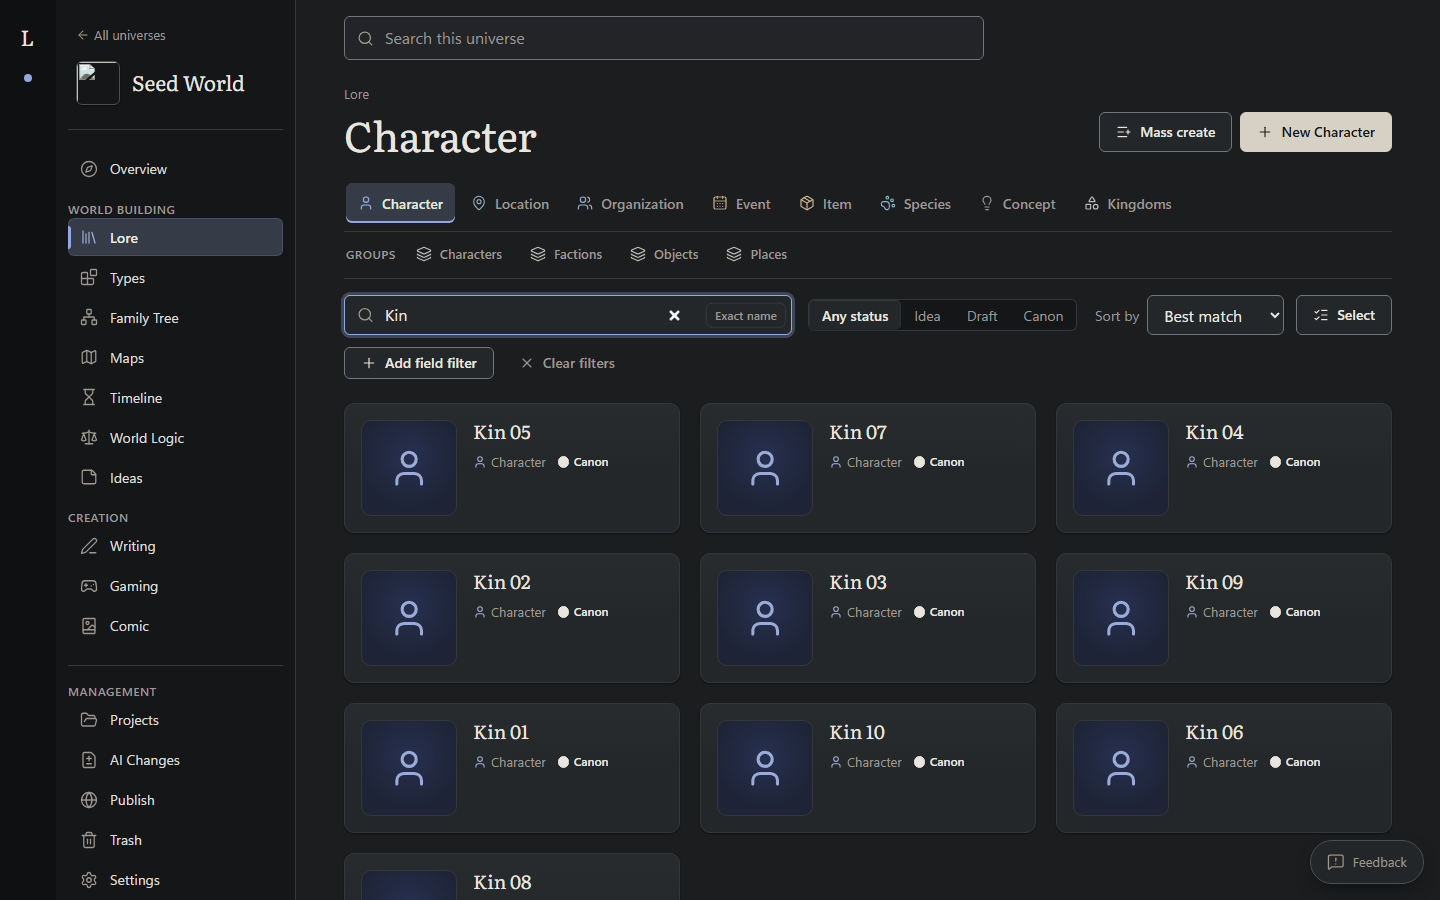 L
All universes
Seed World
Overview
WORLD BUILDING
Lore
Types
Family Tree
Maps
Timeline
World Logic
Ideas
CREATION
Writing
Gaming
Comic
MANAGEMENT
Projects
AI Changes
Publish
Trash
Settings
Search this universe
Lore
Character
Mass create
New Character
Character Location Organization Event Item Species Concept Kingdoms
GROUPS Characters Factions Objects Places
Kin Exact name
Any status Idea Draft Canon
Sort by Best match
Select
Add field filter
Clear filters
Kin 05
Character Canon
Kin 07
Character Canon
Kin 04
Character Canon
Kin 02
Character Canon
Kin 03
Character Canon
Kin 09
Character Canon
Kin 01
Character Canon
Kin 10
Character Canon
Kin 06
Character Canon
Kin 08
Feedback